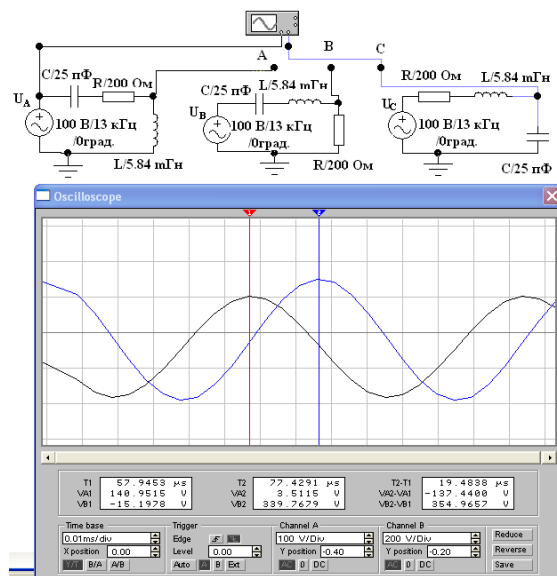 A
B
C
C/25 пФ
R/200 Ом
U A
100 В/13 кГц
/0град.
L/5.84 mГн
C/25 пФ
L/5.84 mГн
U B
100 В/13 кГц
/0град.
R/200 Ом
R/200 Ом
L/5.84 mГн
U C
100 В/13 кГц
/0град.
C/25 пФ
Oscilloscope
1
2
T1 57.9453 µs
VA1 140.9515 V
VB1 -15.1978 V
T2 77.4291 µs
VA2 3.5115 V
VB2 339.7679 V
T2-T1 19.4838 µs
VA2-VA1 -137.4400 V
VB2-VB1 354.9657 V
Time base
0.01ms/div
X position 0.00
Y/T B/A A/B
Trigger
Edge
Level 0.00
Auto A B Ext
Channel A
100 V/Div
Y position -0.40
AC 0 DC
Channel B
200 V/Div
Y position -0.20
AC 0 DC
Reduce
Reverse
Save